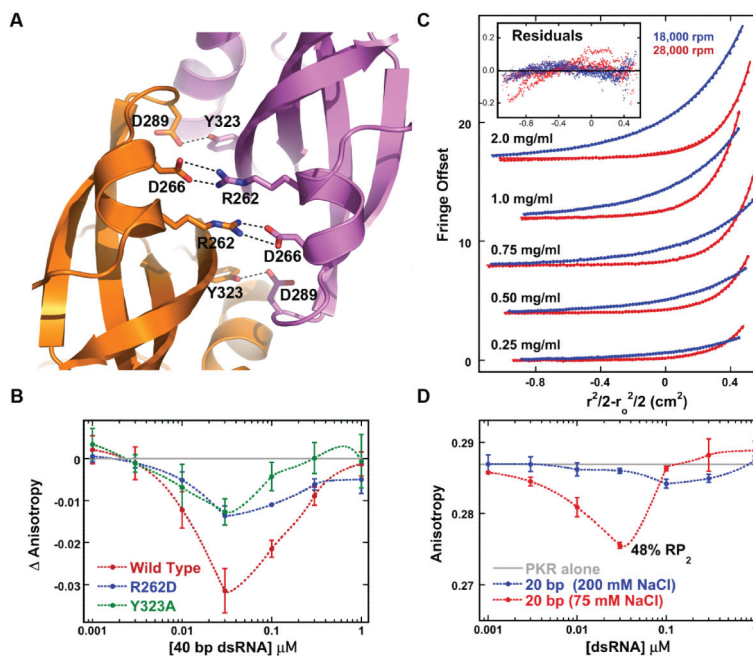 A
D289
Y323
D266
R262
R262
D266
Y323
D289
B
0
-0.01
-0.02
-0.03
Δ Anisotropy
Wild Type
R262D
Y323A
0.001
0.01
0.1
1
[40 bp dsRNA] µM
C
Residuals
18,000 rpm
28,000 rpm
0.2
0.0
0.2
-0.8
-0.4
0.0
0.4
30
20
10
0
Fringe Offset
2.0 mg/ml
1.0 mg/ml
0.75 mg/ml
0.50 mg/ml
0.25 mg/ml
-0.8
-0.4
0
0.4
r²/2-rₒ²/2 (cm²)
D
0.29
0.28
0.27
Anisotropy
48% RP₂
PKR alone
20 bp (200 mM NaCl)
20 bp (75 mM NaCl)
0.001
0.01
0.1
[dsRNA] µM